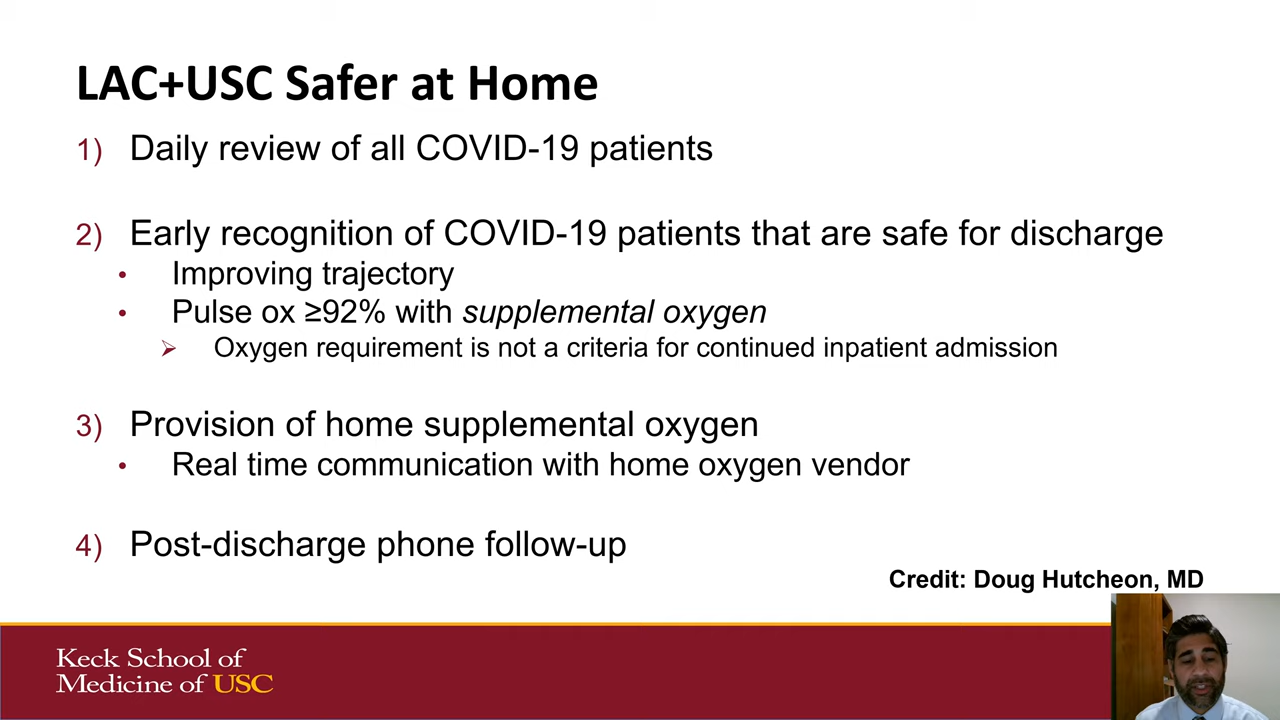 LAC+USC Safer at Home
1) Daily review of all COVID-19 patients
2) Early recognition of COVID-19 patients that are safe for discharge
• Improving trajectory
• Pulse ox ≥92% with supplemental oxygen
➢ Oxygen requirement is not a criteria for continued inpatient admission
3) Provision of home supplemental oxygen
• Real time communication with home oxygen vendor
4) Post-discharge phone follow-up
Credit: Doug Hutcheon, MD
Keck School of
Medicine of USC